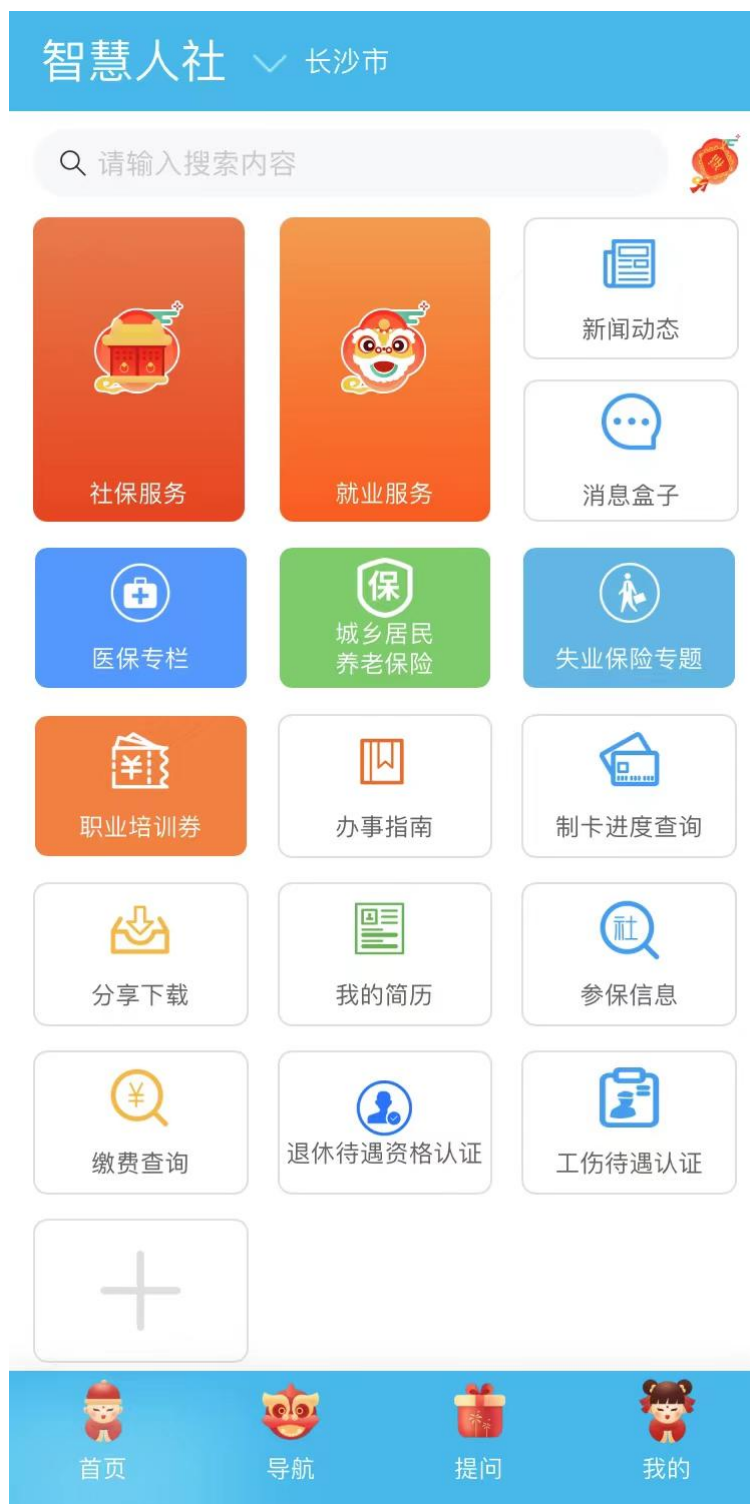 智慧人社 长沙市
请输入搜索内容
社保服务
就业服务
新闻动态
消息盒子
医保专栏
保
城乡居民
养老保险
失业保险专题
¥
职业培训券
办事指南
制卡进度查询
分享下载
我的简历
社
参保信息
¥
缴费查询
退休待遇资格认证
工伤待遇认证
首页
导航
提问
我的